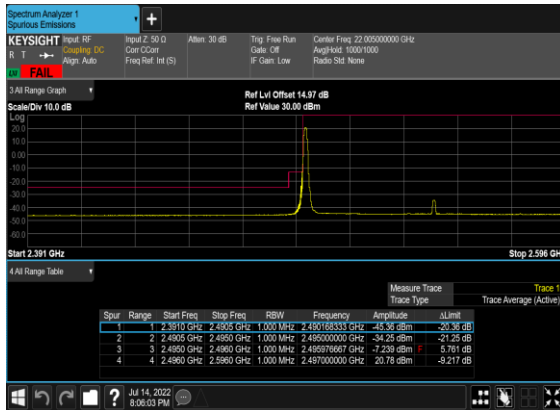 Spectrum Analyzer 1
Spurious Emissions
KEYSIGHT Input: RF Input Z: 50 Ω Atten: 30 dB Trig: Free Run Center Freq: 22.005000000 GHz
R T Coupling: DC Corr CCorr Gate: Off Avg|Hold: 1000/1000
Align: Auto Freq Ref: Int (S) IF Gain: Low Radio Std: None
LXI FAIL
3 All Range Graph Ref Lvl Offset 14.97 dB
Scale/Div 10.0 dB Ref Value 30.00 dBm
Log
20.0
10.0
0.00
-10.0
-20.0
-30.0
-40.0
-50.0
-60.0
Start 2.391 GHz Stop 2.596 GH
4 All Range Table
Measure Trace Trace 1
Trace Type Trace Average (Active)
Spur Range Start Freq Stop Freq RBW Frequency Amplitude ΔLimit
1 1 2.3910 GHz 2.4905 GHz 1.000 MHz 2.490168333 GHz -45.36 dBm -20.36 dB
2 2 2.4905 GHz 2.4950 GHz 1.000 MHz 2.495000000 GHz -34.25 dBm -21.25 dB
3 3 2.4950 GHz 2.4960 GHz 1.000 MHz 2.495976667 GHz -7.239 dBm F 5.761 dB
4 4 2.4960 GHz 2.5960 GHz 1.000 MHz 2.497000000 GHz 20.78 dBm -9.217 dB
? Jul 14, 2022
8:06:03 PM